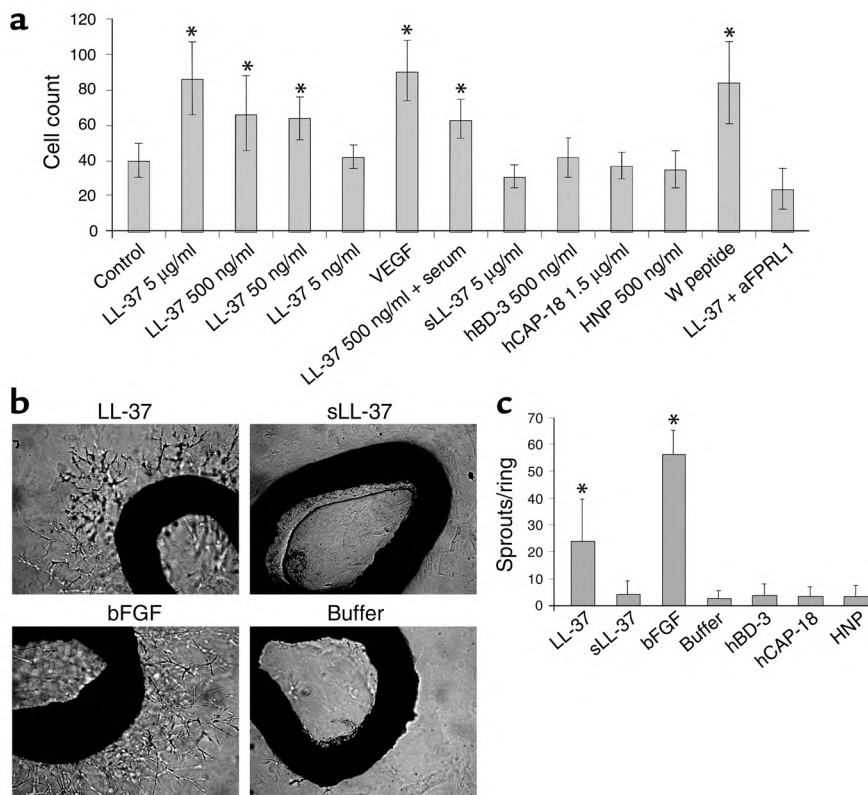 a
Cell count
120
100
80
60
40
20
0
*
*
*
*
*
*
Control
LL-37 5 µg/ml
LL-37 500 ng/ml
LL-37 50 ng/ml
LL-37 5 ng/ml
VEGF
LL-37 500 ng/ml + serum
sLL-37 5 µg/ml
hBD-3 500 ng/ml
hCAP-18 1.5 µg/ml
HNP 500 ng/ml
W peptide
LL-37 + aFPRL1
b
LL-37
sLL-37
bFGF
Buffer
c
Sprouts/ring
70
60
50
40
30
20
10
0
*
*
LL-37
sLL-37
bFGF
Buffer
hBD-3
hCAP-18
HNP